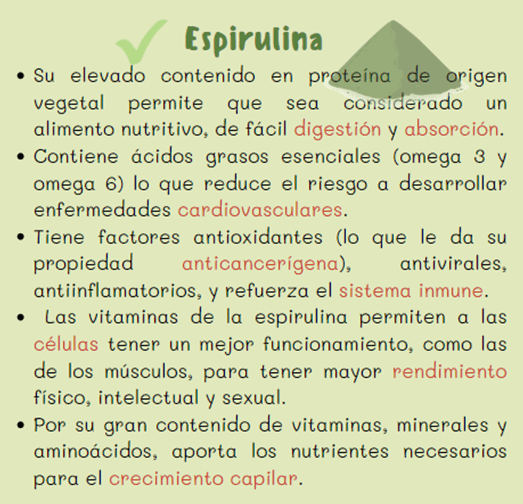 Espirulina
• Su elevado contenido en proteína de origen
vegetal permite que sea considerado un
alimento nutritivo, de fácil digestión y absorción.
• Contiene ácidos grasos esenciales (omega 3 y
omega 6) lo que reduce el riesgo a desarrollar
enfermedades cardiovasculares.
• Tiene factores antioxidantes (lo que le da su
propiedad anticancerígena), antivirales,
antiinflamatorios, y refuerza el sistema inmune.
• Las vitaminas de la espirulina permiten a las
células tener un mejor funcionamiento, como las
de los músculos, para tener mayor rendimiento
físico, intelectual y sexual.
• Por su gran contenido de vitaminas, minerales y
aminoácidos, aporta los nutrientes necesarios
para el crecimiento capilar.